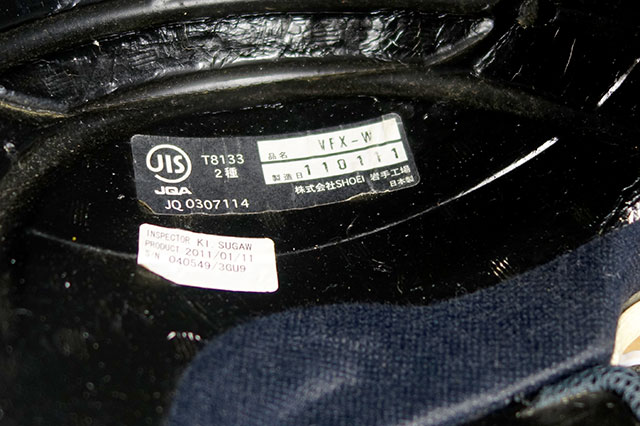 JIS
JQA
T8133
2種
JQ 0307114
品名 VFX-W
製造日 110111
株式会社SHOEI 岩手工場
日本製
INSPECTOR KI. SUGAW
PRODUCT 2011/01/11
S/N 040549/3GU9